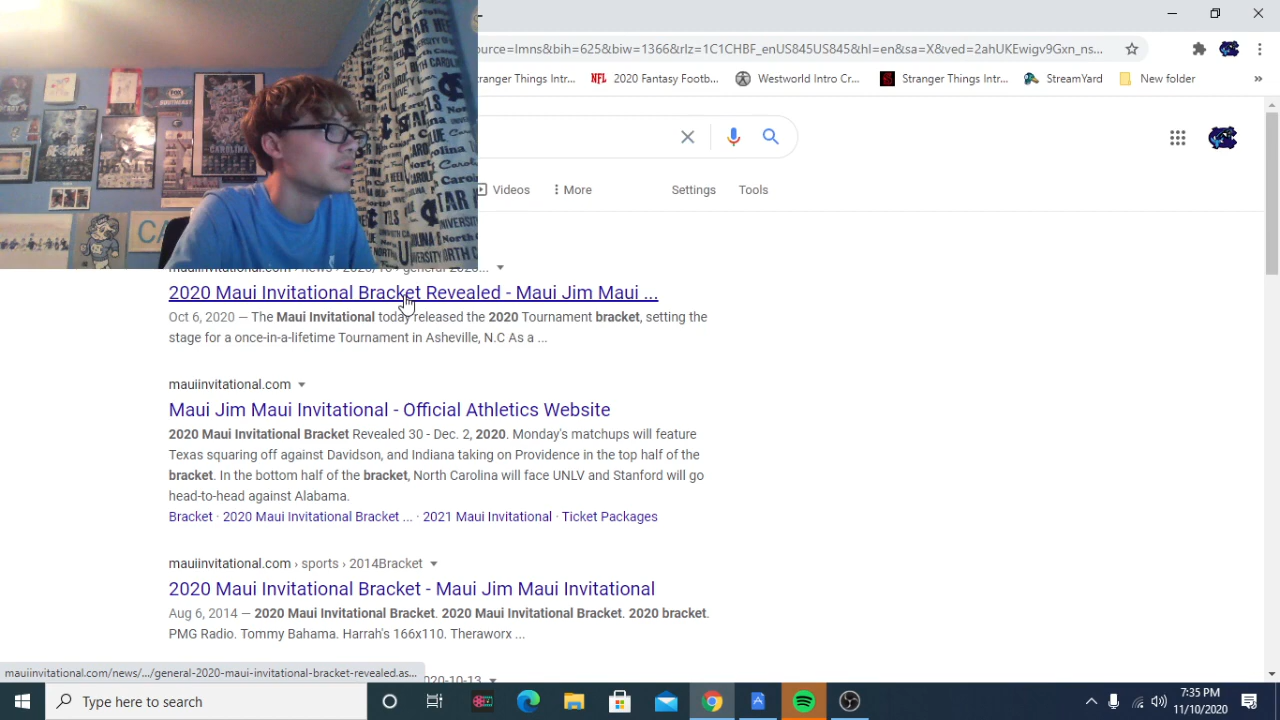 ource=lmns&bih=625&biw=1366&rlz=1C1CHBF_enUS845US845&hl=en&sa=X&ved=2ahUKEwigv9Gxn_ns...
tranger Things Intr... NFL 2020 Fantasy Footb... Westworld Intro Cr... Stranger Things Intr... StreamYard New folder »
Videos More Settings Tools
mauiinvitational.com › news › 2020/10 › general-2020...
2020 Maui Invitational Bracket Revealed - Maui Jim Maui ...
Oct 6, 2020 — The Maui Invitational today released the 2020 Tournament bracket, setting the
stage for a once-in-a-lifetime Tournament in Asheville, N.C As a ...
mauiinvitational.com
Maui Jim Maui Invitational - Official Athletics Website
2020 Maui Invitational Bracket Revealed 30 - Dec. 2, 2020. Monday's matchups will feature
Texas squaring off against Davidson, and Indiana taking on Providence in the top half of the
bracket. In the bottom half of the bracket, North Carolina will face UNLV and Stanford will go
head-to-head against Alabama.
Bracket · 2020 Maui Invitational Bracket ... · 2021 Maui Invitational · Ticket Packages
mauiinvitational.com › sports › 2014Bracket
2020 Maui Invitational Bracket - Maui Jim Maui Invitational
Aug 6, 2014 — 2020 Maui Invitational Bracket. 2020 Maui Invitational Bracket. 2020 bracket.
PMG Radio. Tommy Bahama. Harrah's 166x110. Theraworx ...
mauiinvitational.com/news/.../general-2020-maui-invitational-bracket-revealed.as...
020-10-13
Type here to search
7:35 PM
11/10/2020